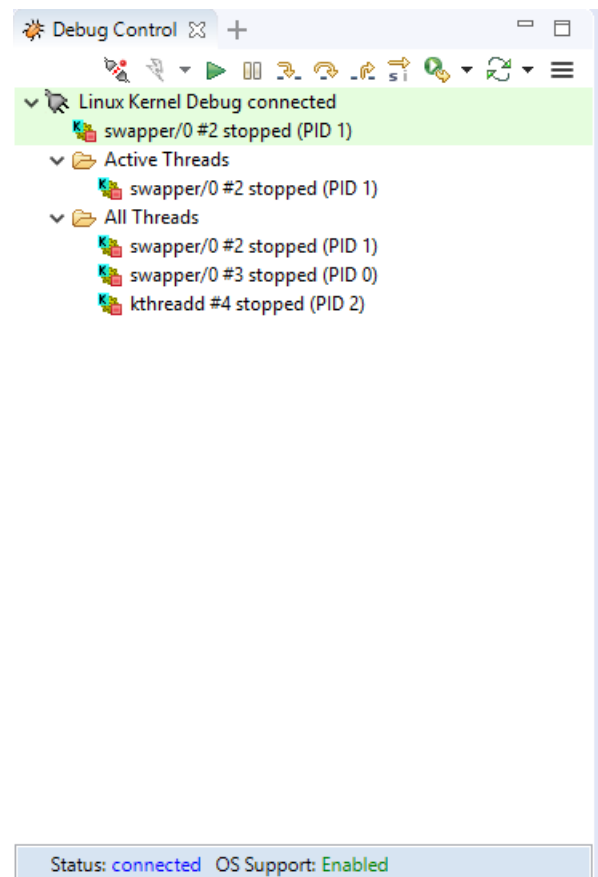 Debug Control
Linux Kernel Debug connected
swapper/0 #2 stopped (PID 1)
Active Threads
swapper/0 #2 stopped (PID 1)
All Threads
swapper/0 #2 stopped (PID 1)
swapper/0 #3 stopped (PID 0)
kthreadd #4 stopped (PID 2)
Status: connected OS Support: Enabled